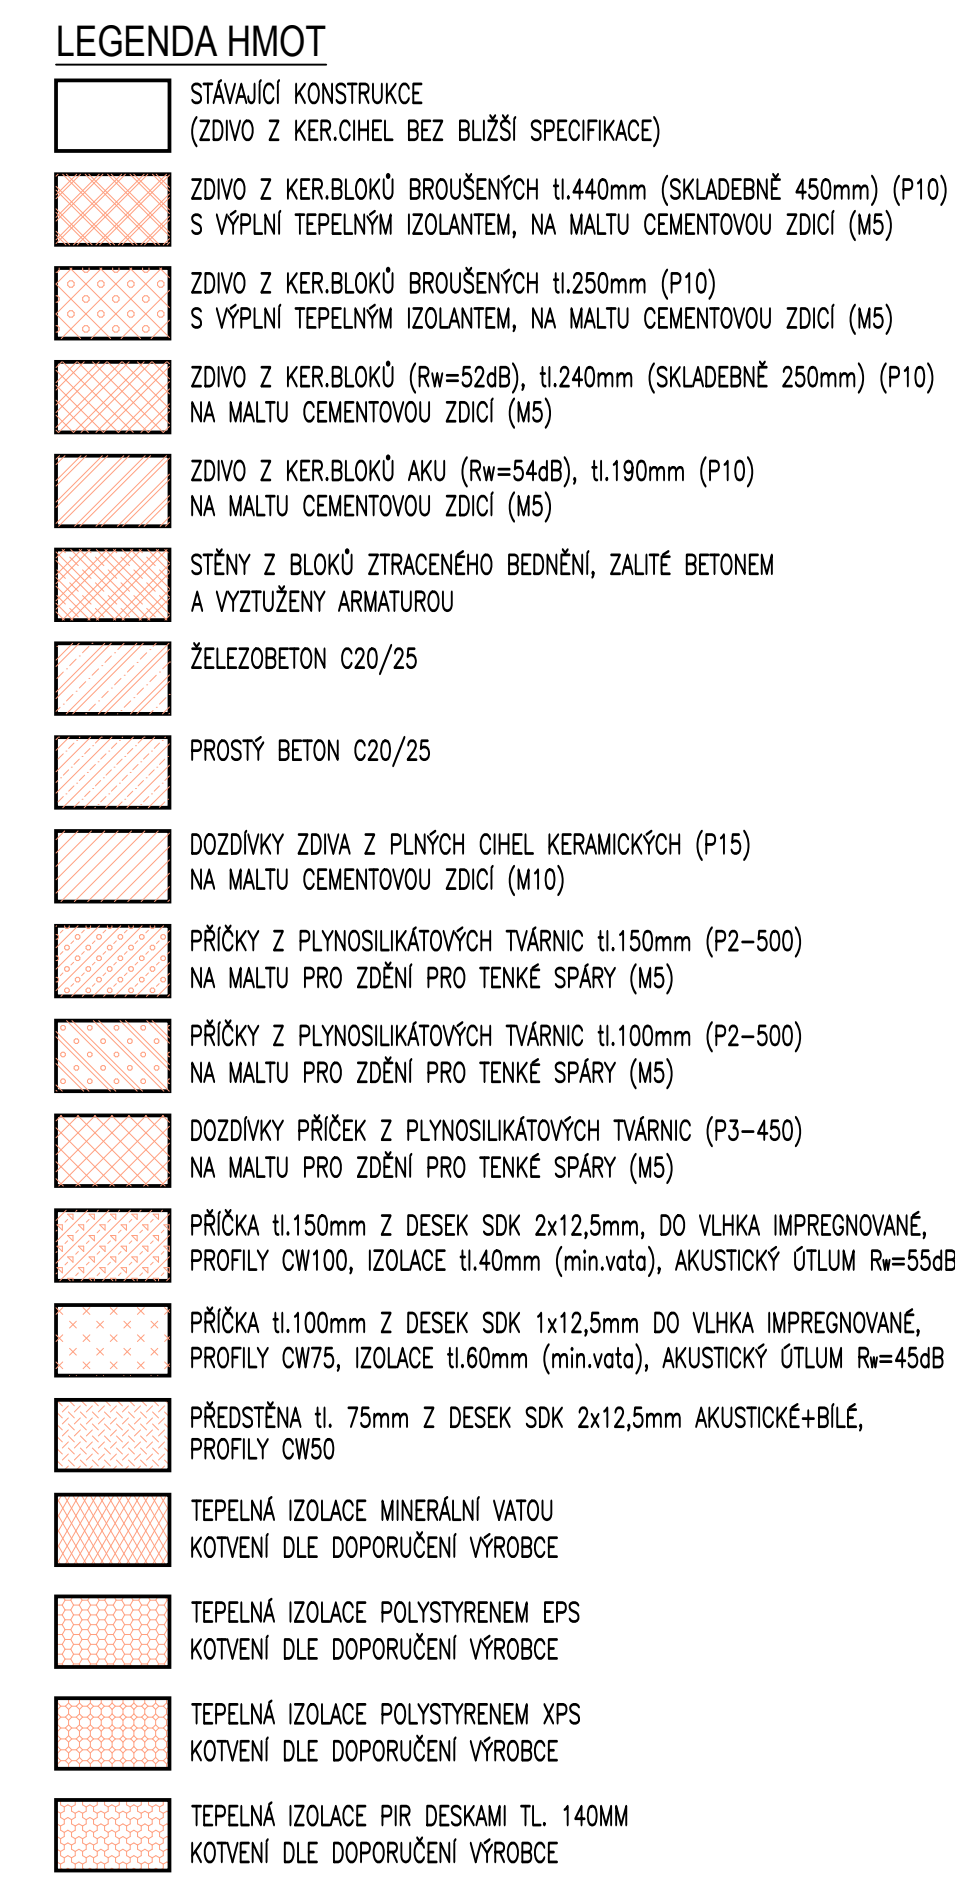 LEGENDA HMOT
STÁVAJÍCÍ KONSTRUKCE
(ZDIVO Z KER.CIHEL BEZ BLIŽŠÍ SPECIFIKACE)
ZDIVO Z KER.BLOKŮ BROUŠENÝCH tl.440mm (SKLADEBNĚ 450mm) (P10)
S VÝPLNÍ TEPELNÝM IZOLANTEM, NA MALTU CEMENTOVOU ZDICÍ (M5)
ZDIVO Z KER.BLOKŮ BROUŠENÝCH tl.250mm (P10)
S VÝPLNÍ TEPELNÝM IZOLANTEM, NA MALTU CEMENTOVOU ZDICÍ (M5)
ZDIVO Z KER.BLOKŮ (Rw=52dB), tl.240mm (SKLADEBNĚ 250mm) (P10)
NA MALTU CEMENTOVOU ZDICÍ (M5)
ZDIVO Z KER.BLOKŮ AKU (Rw=54dB), tl.190mm (P10)
NA MALTU CEMENTOVOU ZDICÍ (M5)
STĚNY Z BLOKŮ ZTRACENÉHO BEDNĚNÍ, ZALITÉ BETONEM
A VYZTUŽENY ARMATUROU
ŽELEZOBETON C20/25
PROSTÝ BETON C20/25
DOZDÍVKY ZDIVA Z PLNÝCH CIHEL KERAMICKÝCH (P15)
NA MALTU CEMENTOVOU ZDICÍ (M10)
PŘÍČKY Z PLYNOSILIKÁTOVÝCH TVÁRNIC tl.150mm (P2-500)
NA MALTU PRO ZDĚNÍ PRO TENKÉ SPÁRY (M5)
PŘÍČKY Z PLYNOSILIKÁTOVÝCH TVÁRNIC tl.100mm (P2-500)
NA MALTU PRO ZDĚNÍ PRO TENKÉ SPÁRY (M5)
DOZDÍVKY PŘÍČEK Z PLYNOSILIKÁTOVÝCH TVÁRNIC (P3-450)
NA MALTU PRO ZDĚNÍ PRO TENKÉ SPÁRY (M5)
PŘÍČKA tl.150mm Z DESEK SDK 2x12,5mm, DO VLHKA IMPREGNOVANÉ,
PROFILY CW100, IZOLACE tl.40mm (min.vata), AKUSTICKÝ ÚTLUM Rw=55dB
PŘÍČKA tl.100mm Z DESEK SDK 1x12,5mm DO VLHKA IMPREGNOVANÉ,
PROFILY CW75, IZOLACE tl.60mm (min.vata), AKUSTICKÝ ÚTLUM Rw=45dB
PŘEDSTĚNA tl. 75mm Z DESEK SDK 2x12,5mm AKUSTICKÉ+BÍLÉ,
PROFILY CW50
TEPELNÁ IZOLACE MINERÁLNÍ VATOU
KOTVENÍ DLE DOPORUČENÍ VÝROBCE
TEPELNÁ IZOLACE POLYSTYRENEM EPS
KOTVENÍ DLE DOPORUČENÍ VÝROBCE
TEPELNÁ IZOLACE POLYSTYRENEM XPS
KOTVENÍ DLE DOPORUČENÍ VÝROBCE
TEPELNÁ IZOLACE PIR DESKAMI TL. 140MM
KOTVENÍ DLE DOPORUČENÍ VÝROBCE